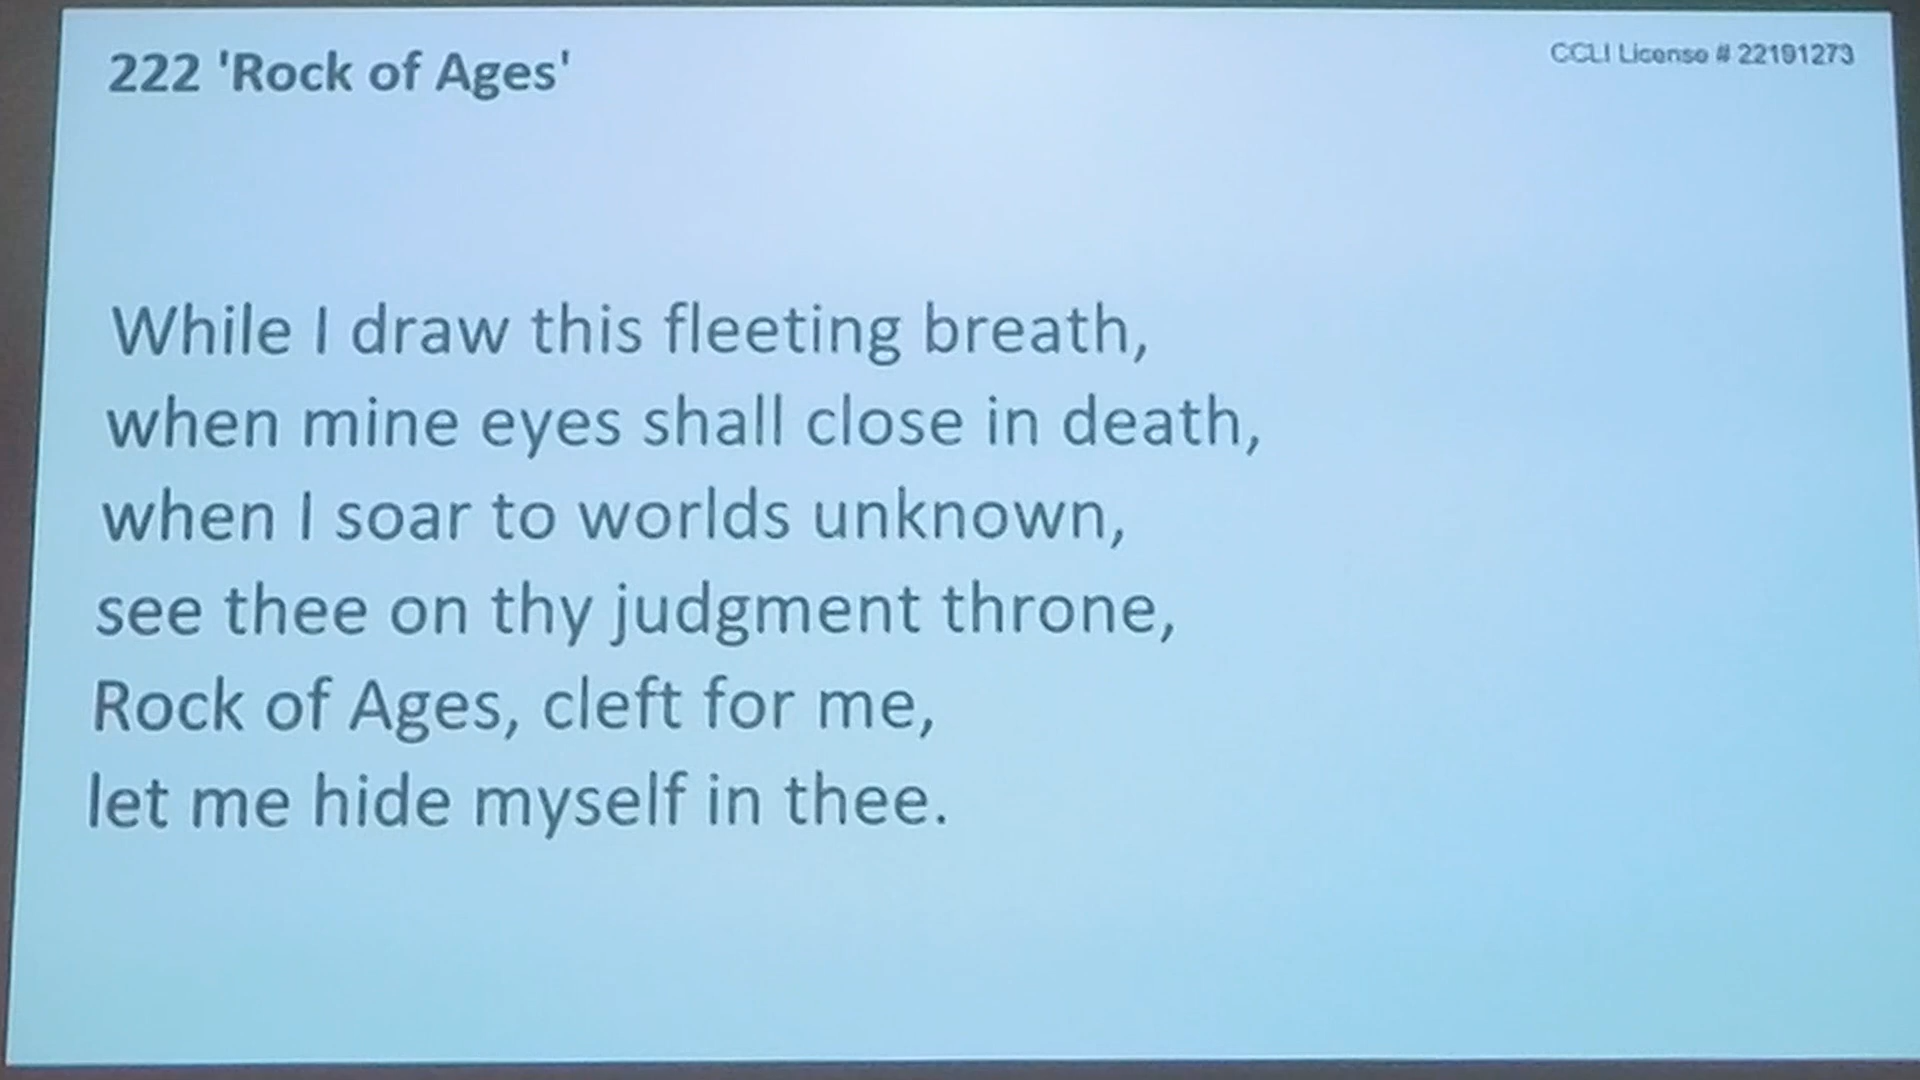 222 'Rock of Ages'
CCLI License # 22191273
While I draw this fleeting breath,
when mine eyes shall close in death,
when I soar to worlds unknown,
see thee on thy judgment throne,
Rock of Ages, cleft for me,
let me hide myself in thee.